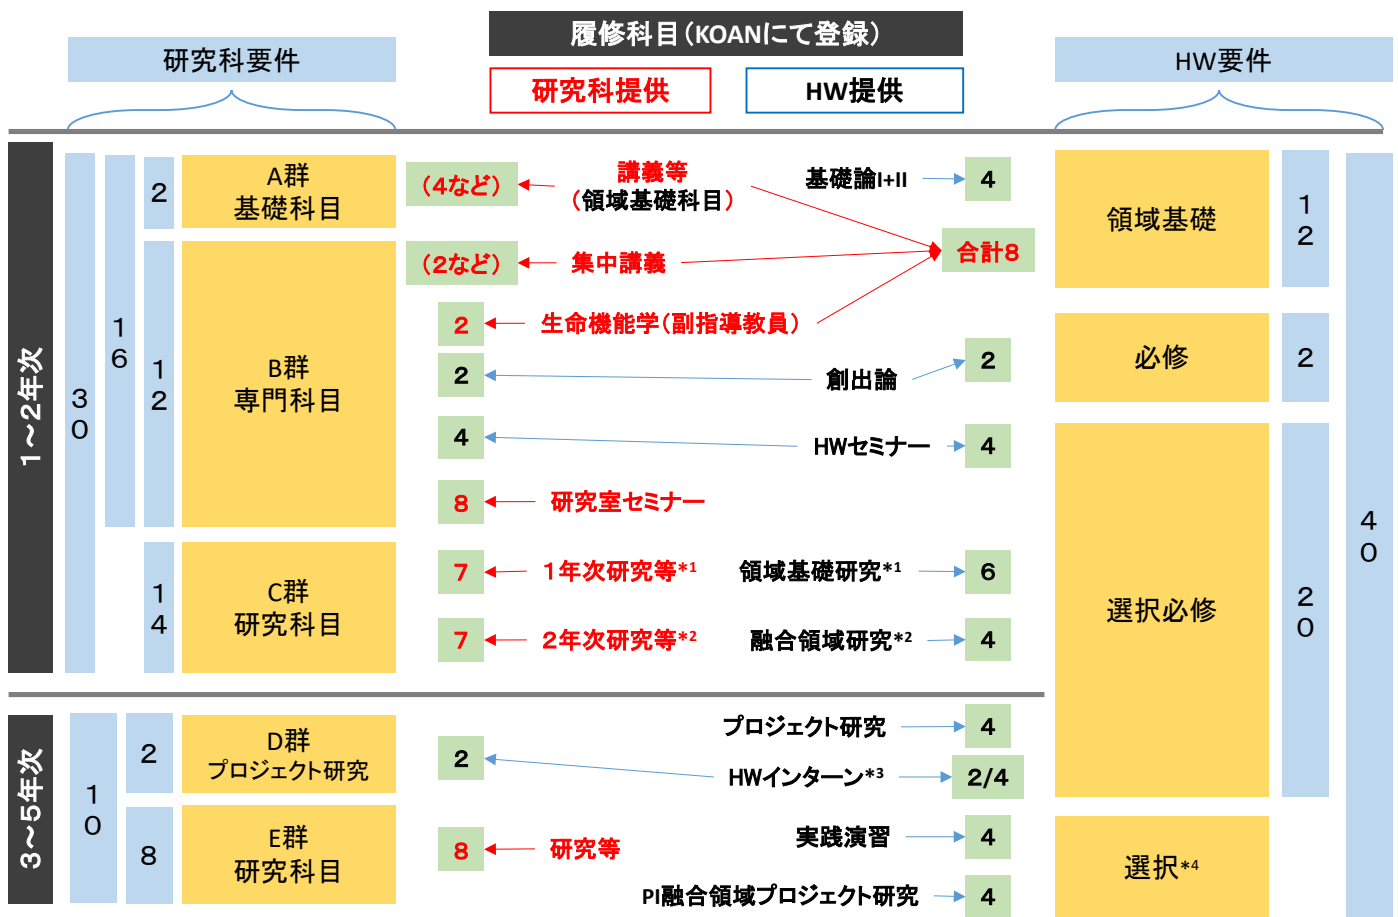 履修科目(KOANにて登録)
研究科要件
研究科提供
HW提供
HW要件
1~2年次
30
16
2
A群
基礎科目
(4など)
講義等
(領域基礎科目)
基礎論I+II
4
領域基礎
12
40
12
B群
専門科目
(2など)
集中講義
合計8
2
生命機能学(副指導教員)
2
創出論
2
必修
2
4
HWセミナー
4
8
研究室セミナー
選択必修
20
14
C群
研究科目
7
1年次研究等*1
領域基礎研究*1
6
7
2年次研究等*2
融合領域研究*2
4
3~5年次
10
2
D群
プロジェクト研究
2
プロジェクト研究
4
HWインターン*3
2/4
8
E群
研究科目
8
研究等
実践演習
4
選択*4
PI融合領域プロジェクト研究
4